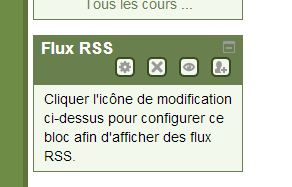 Tous les cours ...
Flux RSS
Cliquer l'icône de modification
ci-dessus pour configurer ce
bloc afin d'afficher des flux
RSS.